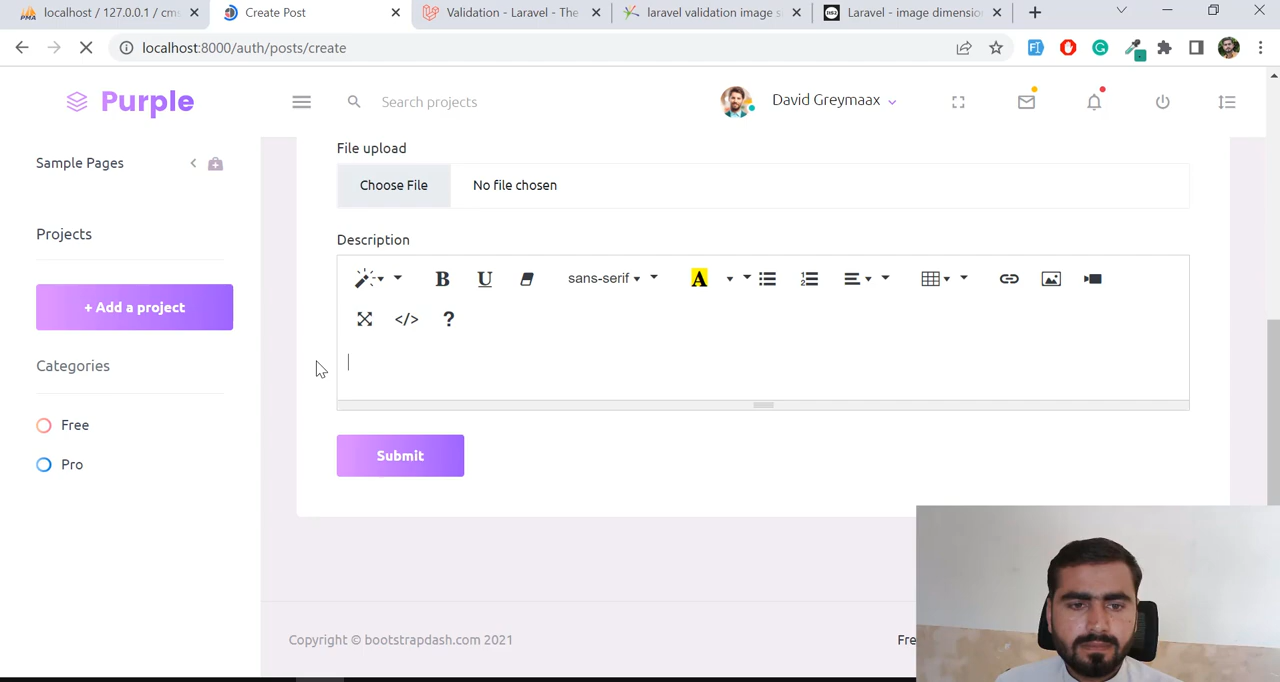 localhost / 127.0.0.1 / cm
Create Post
Validation - Laravel - The
laravel validation image s
Laravel - image dimensio
localhost:8000/auth/posts/create
Purple
Search projects
David Greymaax
Sample Pages
File upload
Choose File
No file chosen
Projects
Description
B
U
sans-serif
A
</>
?
+ Add a project
Categories
Free
Pro
Submit
Copyright © bootstrapdash.com 2021
Fre